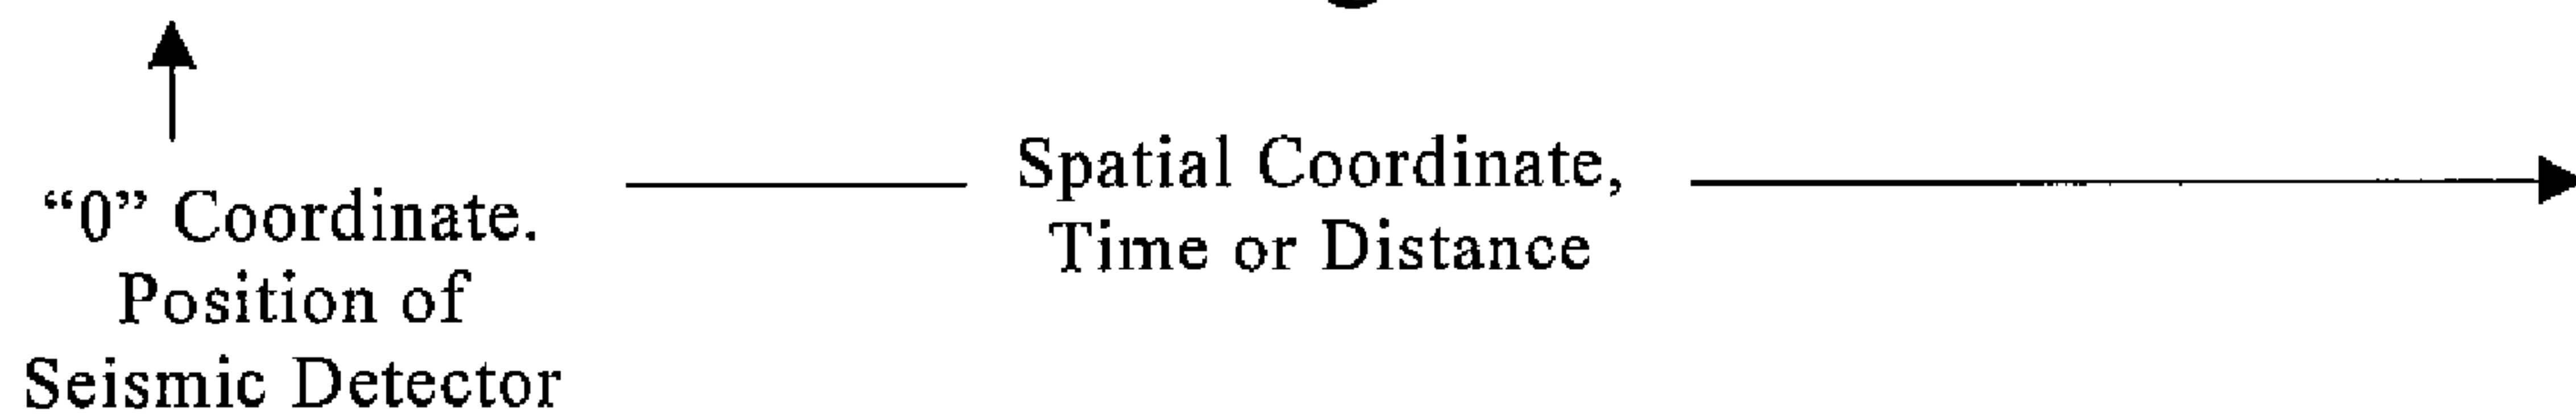 “0” Coordinate.
Position of
Seismic Detector
Spatial Coordinate,
Time or Distance